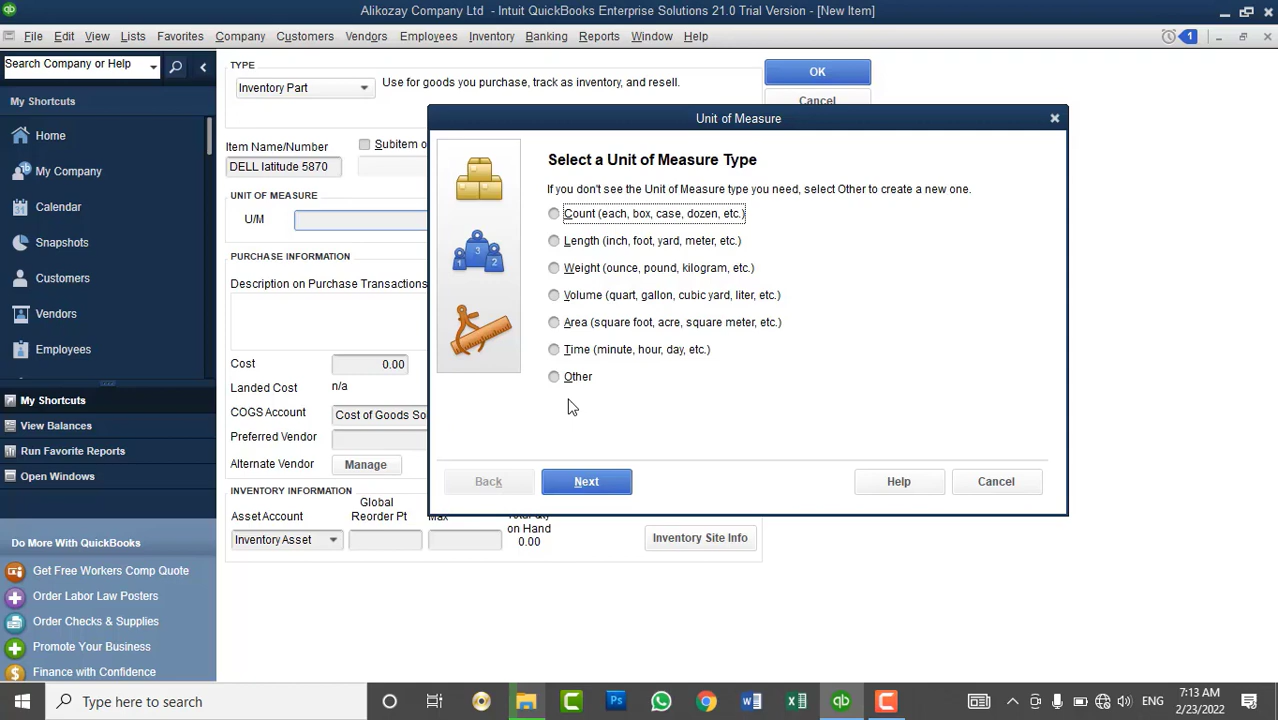 Alikozay Company Ltd - Intuit QuickBooks Enterprise Solutions 21.0 Trial Version - [New Item]
File Edit View Lists Favorites Company Customers Vendors Employees Inventory Banking Reports Window Help 1
Search Company or Help
My Shortcuts
Home
My Company
Calendar
Snapshots
Customers
Vendors
Employees
My Shortcuts
View Balances
Run Favorite Reports
Open Windows
Do More With QuickBooks
Get Free Workers Comp Quote
Order Labor Law Posters
Order Checks & Supplies
Promote Your Business
Finance with Confidence
TYPE
Inventory Part Use for goods you purchase, track as inventory, and resell.
OK
Cancel
Item Name/Number Subitem o
DELL latitude 5870
UNIT OF MEASURE
U/M
PURCHASE INFORMATION
Description on Purchase Transactions
Cost 0.00
Landed Cost n/a
COGS Account Cost of Goods So
Preferred Vendor
Alternate Vendor Manage
INVENTORY INFORMATION
Asset Account Global Reorder Pt Max on Hand
Inventory Asset 0.00 Inventory Site Info
Unit of Measure
Select a Unit of Measure Type
If you don't see the Unit of Measure type you need, select Other to create a new one.
Count (each, box, case, dozen, etc.)
Length (inch, foot, yard, meter, etc.)
Weight (ounce, pound, kilogram, etc.)
Volume (quart, gallon, cubic yard, liter, etc.)
Area (square foot, acre, square meter, etc.)
Time (minute, hour, day, etc.)
Other
3
1 2
Back Next Help Cancel
Type here to search
ENG
7:13 AM
2/23/2022